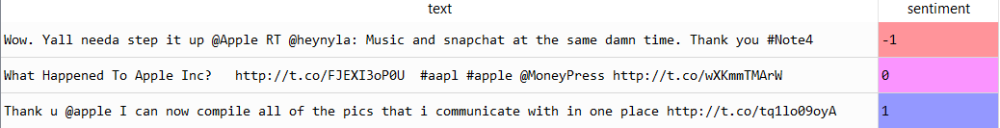 text sentiment
Wow. Yall needa step it up @Apple RT @heynyla: Music and snapchat at the same damn time. Thank you #Note4 -1
What Happened To Apple Inc?   http://t.co/FJEXI3oP0U  #aapl #apple @MoneyPress http://t.co/wXKmmTMArW 0
Thank u @apple I can now compile all of the pics that i communicate with in one place http://t.co/tq1lo09oyA 1